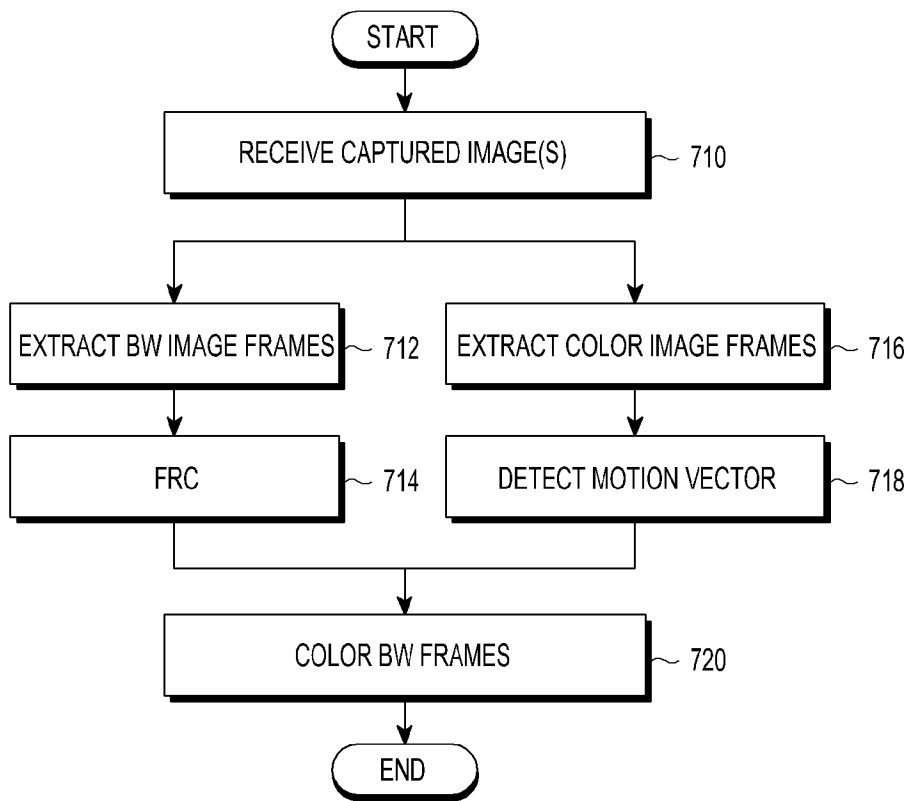 START
RECEIVE CAPTURED IMAGE(S)
710
EXTRACT BW IMAGE FRAMES
712
EXTRACT COLOR IMAGE FRAMES
716
FRC
714
DETECT MOTION VECTOR
718
COLOR BW FRAMES
720
END